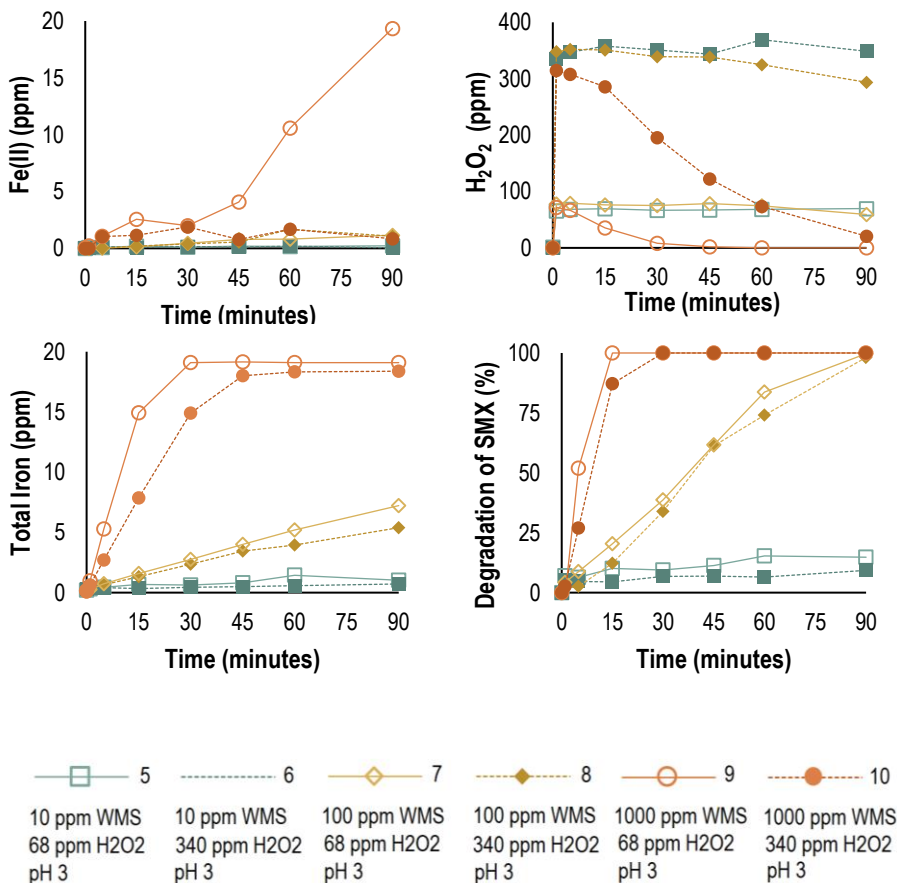 Fe(II) (ppm)
20
15
10
5
0
0 15 30 45 60 75 90
Time (minutes)
H2O2 (ppm)
400
300
200
100
0
0 15 30 45 60 75 90
Time (minutes)
Total Iron (ppm)
20
15
10
5
0
0 15 30 45 60 75 90
Time (minutes)
Degradation of SMX (%)
100
75
50
25
0
0 15 30 45 60 75 90
Time (minutes)
5 6 7 8 9 10
10 ppm WMS
68 ppm H2O2
pH 3
10 ppm WMS
340 ppm H2O2
pH 3
100 ppm WMS
68 ppm H2O2
pH 3
100 ppm WMS
340 ppm H2O2
pH 3
1000 ppm WMS
68 ppm H2O2
pH 3
1000 ppm WMS
340 ppm H2O2
pH 3